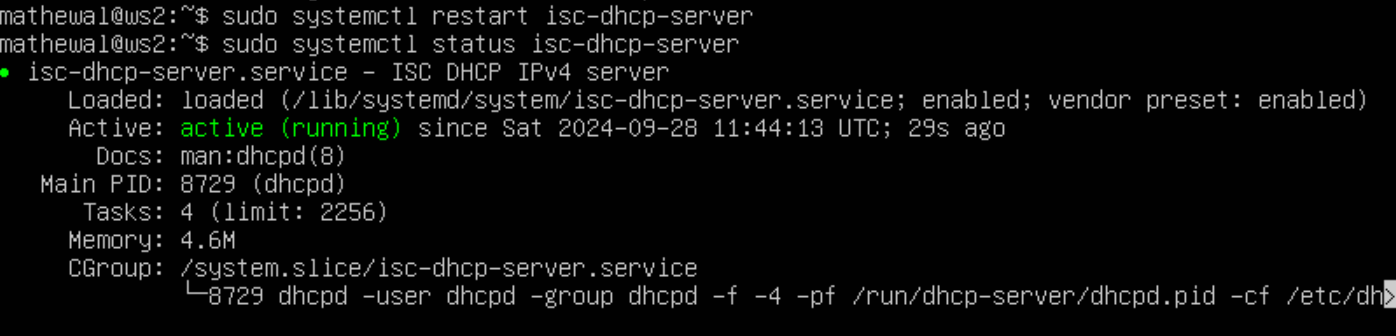 mathewal@ws2:~$ sudo systemctl restart isc-dhcp-server
mathewal@ws2:~$ sudo systemctl status isc-dhcp-server
● isc-dhcp-server.service - ISC DHCP IPv4 server
     Loaded: loaded (/lib/systemd/system/isc-dhcp-server.service; enabled; vendor preset: enabled)
     Active: active (running) since Sat 2024-09-28 11:44:13 UTC; 29s ago
       Docs: man:dhcpd(8)
   Main PID: 8729 (dhcpd)
      Tasks: 4 (limit: 2256)
     Memory: 4.6M
     CGroup: /system.slice/isc-dhcp-server.service
             └─8729 dhcpd -user dhcpd -group dhcpd -f -4 -pf /run/dhcp-server/dhcpd.pid -cf /etc/dh>